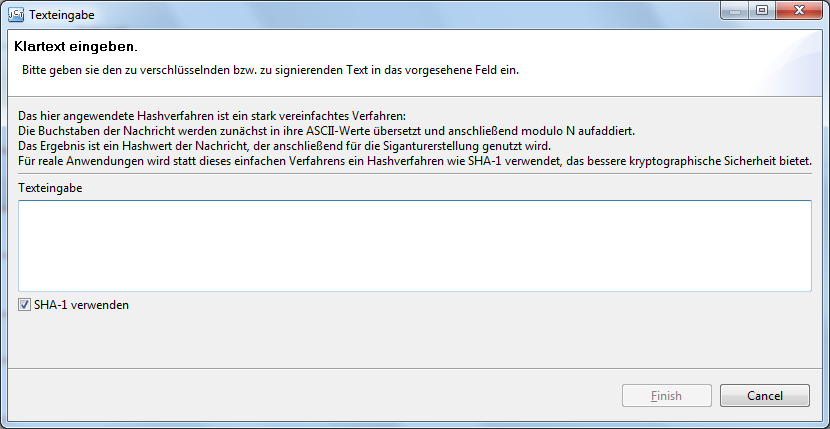 JCT Texteingabe
Klartext eingeben.
Bitte geben sie den zu verschlüsselnden bzw. zu signierenden Text in das vorgesehene Feld ein.
Das hier angewendete Hashverfahren ist ein stark vereinfachtes Verfahren:
Die Buchstaben der Nachricht werden zunächst in ihre ASCII-Werte übersetzt und anschließend modulo N aufaddiert.
Das Ergebnis ist ein Hashwert der Nachricht, der anschließend für die Siganturerstellung genutzt wird.
Für reale Anwendungen wird statt dieses einfachen Verfahrens ein Hashverfahren wie SHA-1 verwendet, das bessere kryptographische Sicherheit bietet.
Texteingabe
SHA-1 verwenden
Finish Cancel